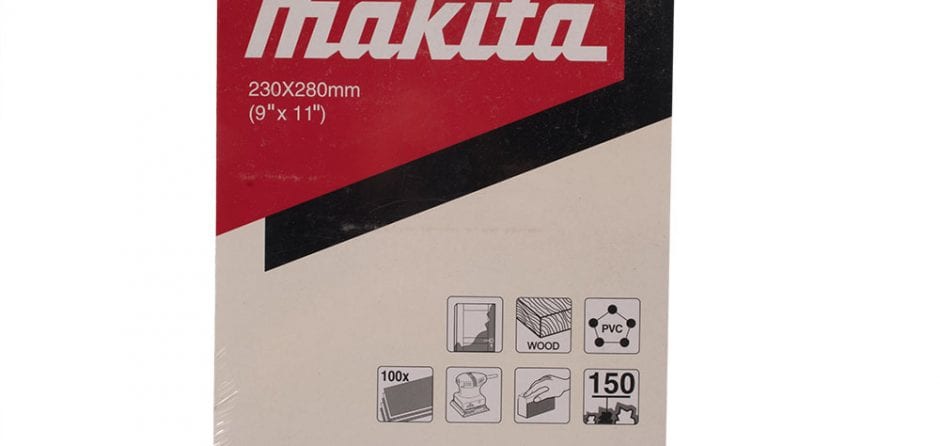 makita
230X280mm
(9"x 11")
WOOD
PVC
100x
150